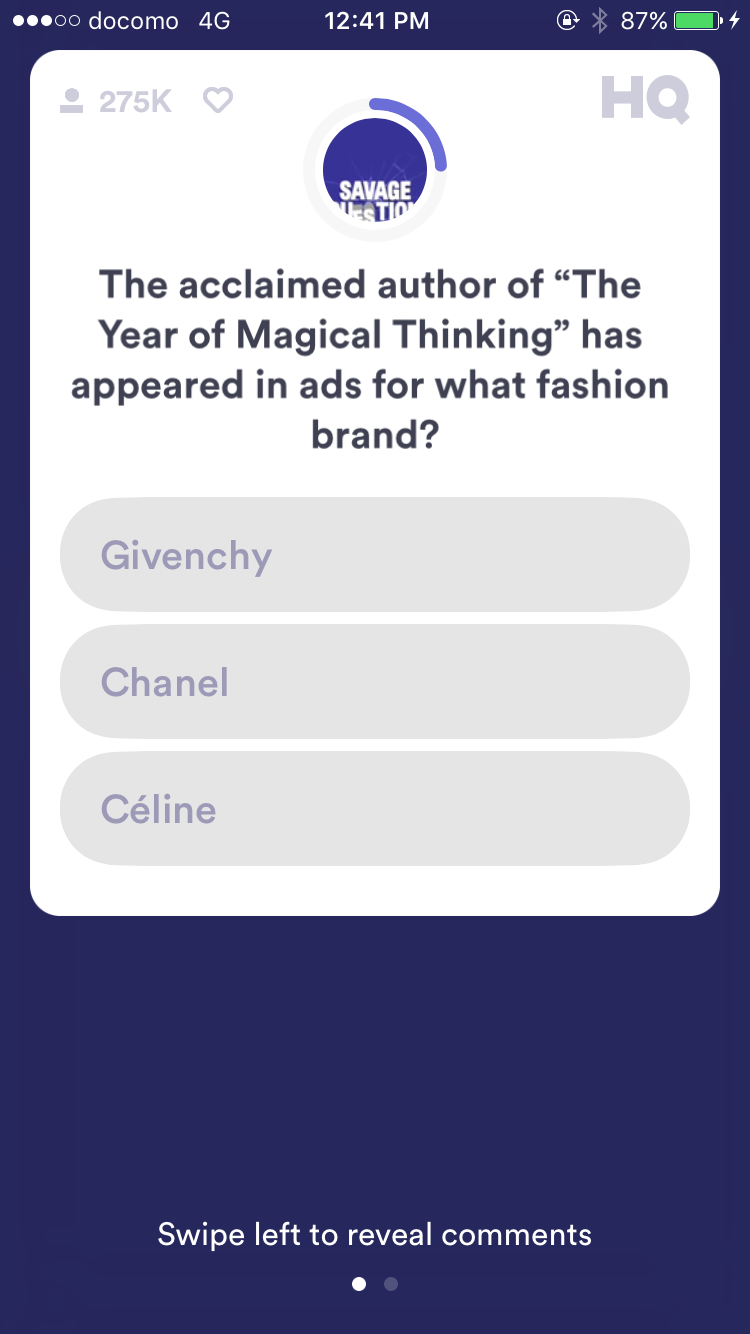 docomo 4G 12:41 PM 87%
275K HQ
SAVAGE
QUESTION
The acclaimed author of “The
Year of Magical Thinking” has
appeared in ads for what fashion
brand?
Givenchy
Chanel
Céline
Swipe left to reveal comments